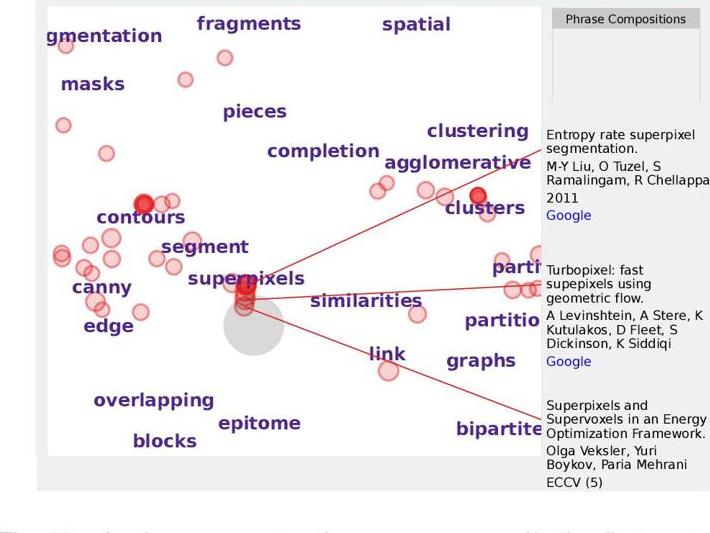 gmentation
fragments
spatial
masks
pieces
clustering
completion
agglomerative
clusters
contours
segment
parti
superpixels
canny
similarities
partitio
edge
link
graphs
overlapping
epitome
bipartite
blocks
Phrase Compositions
Entropy rate superpixel
segmentation.
M-Y Liu, O Tuzel, S
Ramalingam, R Chellappa
2011
Google
Turbopixel: fast
supepixels using
geometric flow.
A Levinshtein, A Stere, K
Kutulakos, D Fleet, S
Dickinson, K Siddiqi
Google
Superpixels and
Supervoxels in an Energy
Optimization Framework.
Olga Veksler, Yuri
Boykov, Paria Mehrani
ECCV (5)